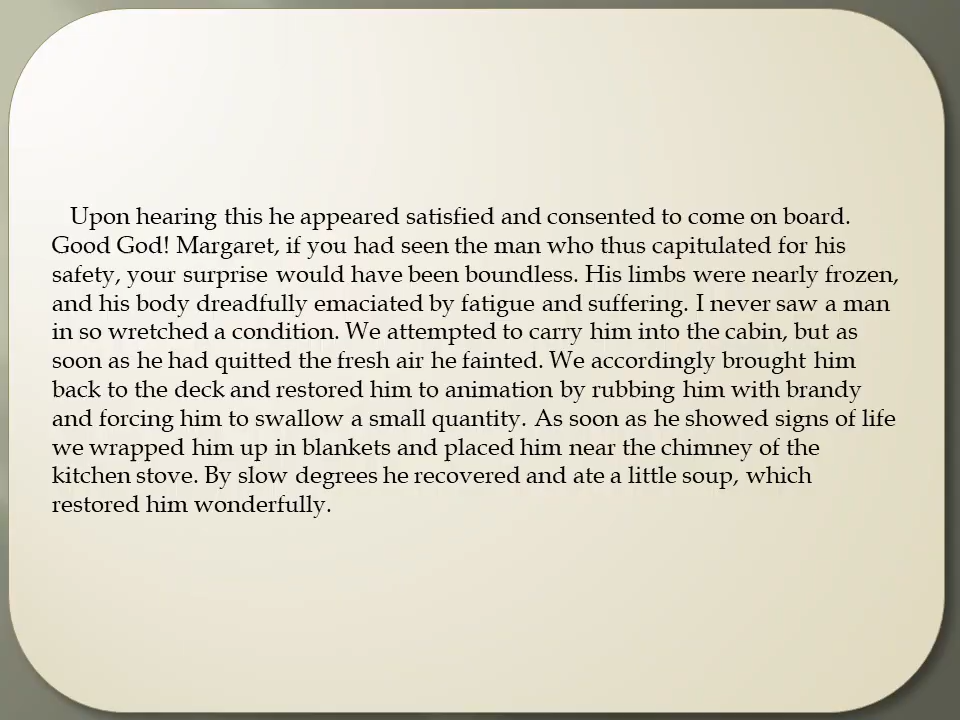 Upon hearing this he appeared satisfied and consented to come on board.
Good God! Margaret, if you had seen the man who thus capitulated for his
safety, your surprise would have been boundless. His limbs were nearly frozen,
and his body dreadfully emaciated by fatigue and suffering. I never saw a man
in so wretched a condition. We attempted to carry him into the cabin, but as
soon as he had quitted the fresh air he fainted. We accordingly brought him
back to the deck and restored him to animation by rubbing him with brandy
and forcing him to swallow a small quantity. As soon as he showed signs of life
we wrapped him up in blankets and placed him near the chimney of the
kitchen stove. By slow degrees he recovered and ate a little soup, which
restored him wonderfully.